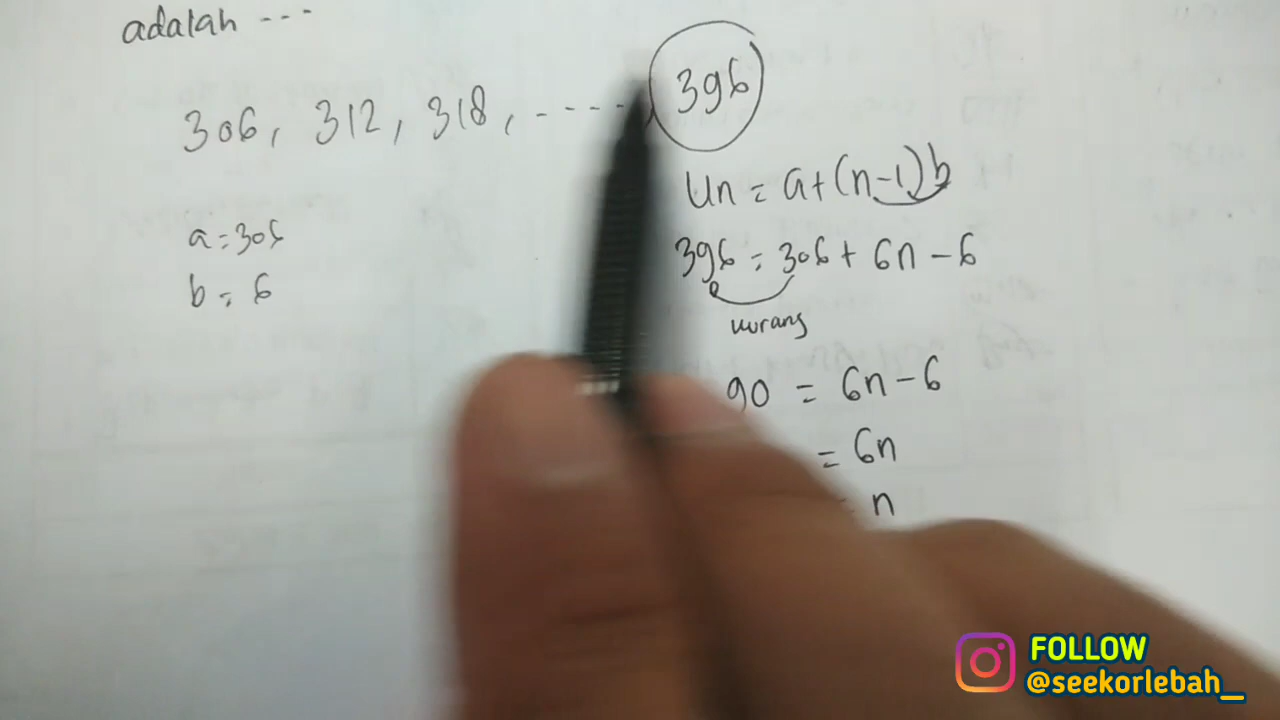 adalah ---
306, 312, 318, ----, 396
Un = a+(n-1)b
a = 306
396 = 306 + 6n - 6
b = 6
kurang
90 = 6n - 6
= 6n
= n
FOLLOW
@seekorlebah_